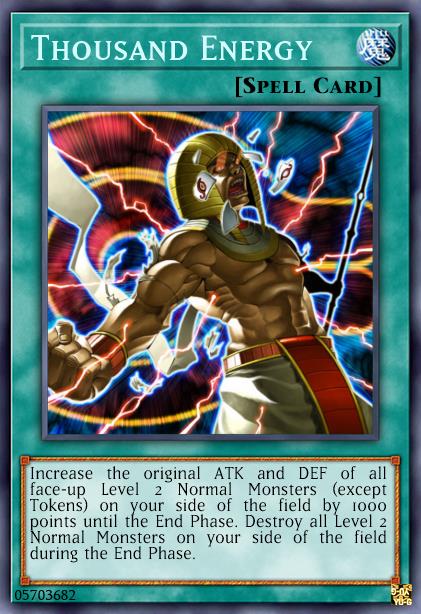 Thousand Energy
魔
[Spell Card]
Increase the original ATK and DEF of all
face-up Level 2 Normal Monsters (except
Tokens) on your side of the field by 1000
points until the End Phase. Destroy all Level 2
Normal Monsters on your side of the field
during the End Phase.
05703682